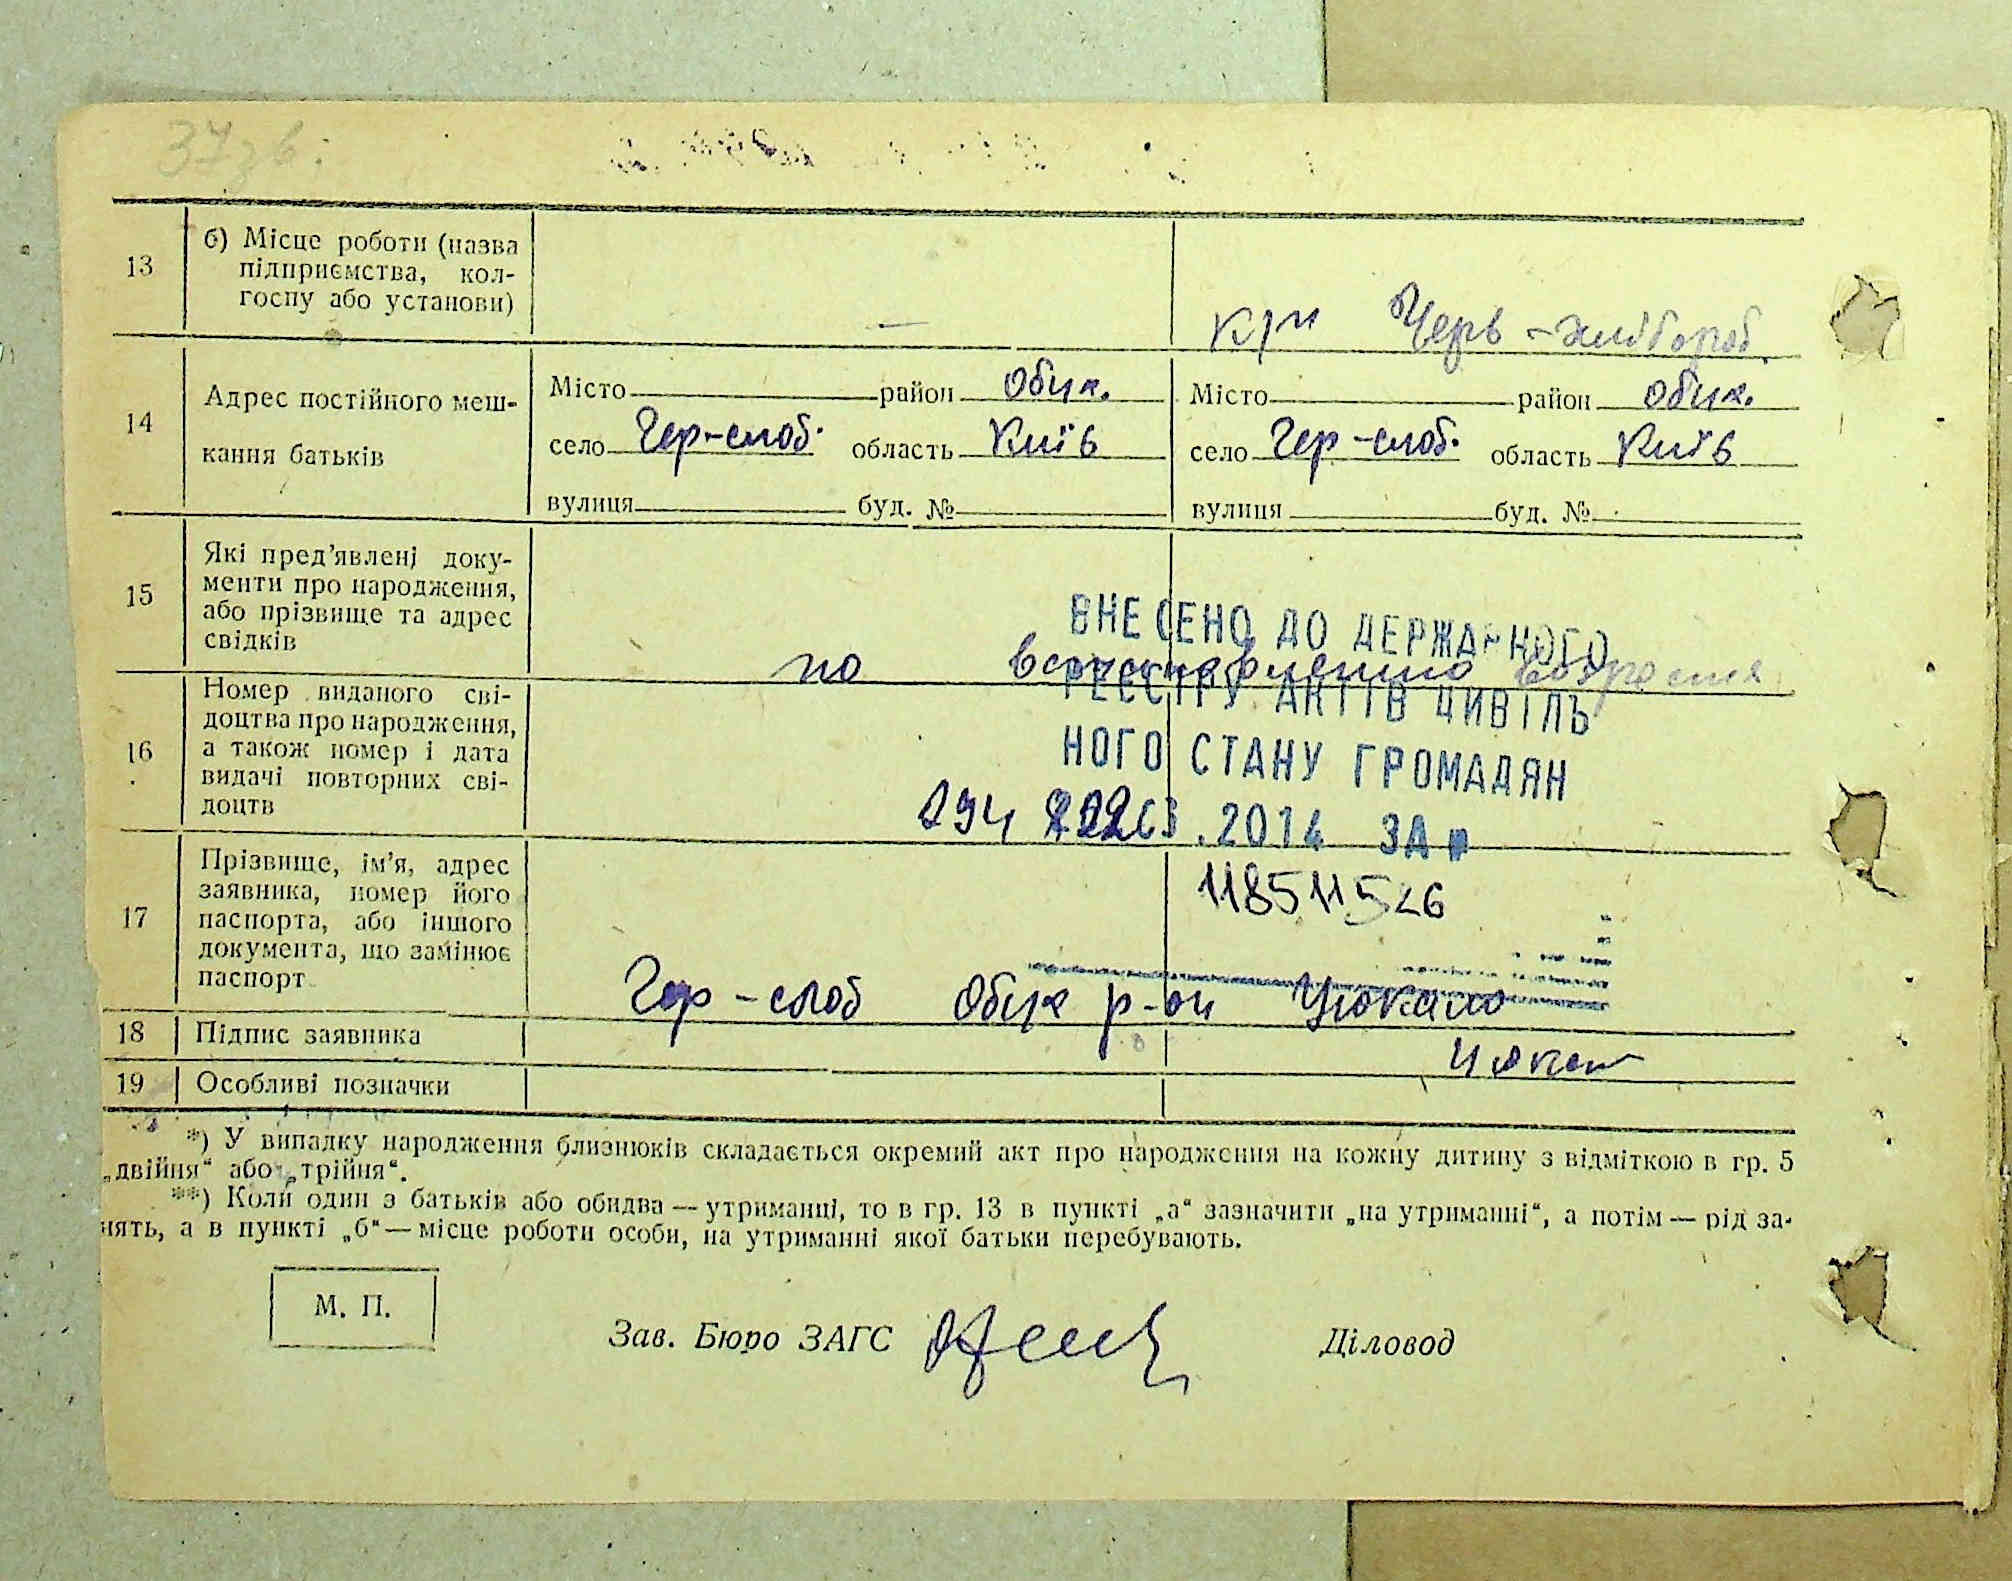 37зв.
13 б) Місце роботи (назва
підприємства, кол-
госпу або установи)
— к/г Черв-хлібороб.
14 Адрес постійного меш-
кання батьків
Місто район Обух. Місто район Обух.
село Гер-слоб. область Київ село Гер-слоб. область Київ
вулиця буд. № вулиця буд. №
15 Які пред'явлені доку-
менти про народження,
або прізвище та адрес
свідків
ВНЕСЕНО ДО ДЕРЖАВНОГО
по возраста
РЕЄСТРУ АКТІВ ЦИВІЛЬ
НОГО СТАНУ ГРОМАДЯН
16 Номер виданого сві-
доцтва про народження,
а також номер і дата
видачі повторних сві-
доцтв
.2014 ЗА
17 Прізвище, ім'я, адрес
заявника, номер його
паспорта, або іншого
документа, що замінює
паспорт
118511526
Гер-слоб Обух р-он Цюкало
18 Підпис заявника
19 Особливі позначки
*) У випадку народження близнюків складається окремий акт про народження на кожну дитину з відміткою в гр. 5
„двійня“ або „трійня“.
**) Коли один з батьків або обидва — утриманці, то в гр. 13 в пункті „а“ зазначити „на утриманні“, а потім — рід за-
нять, а в пункті „б“ — місце роботи особи, на утриманні якої батьки перебувають.
М. П.
Зав. Бюро ЗАГС Діловод